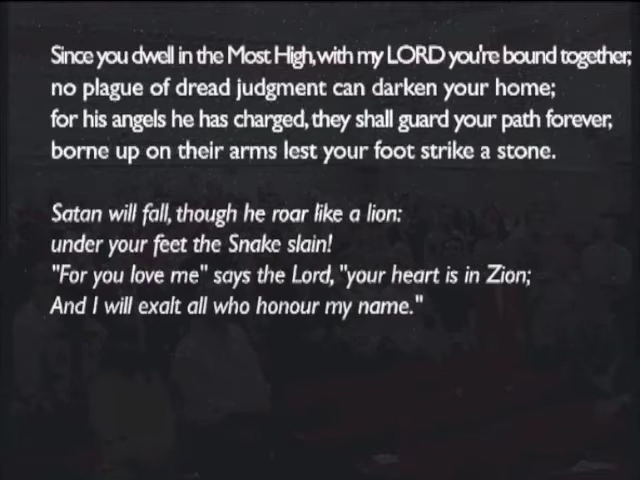 Since you dwell in the Most High, with my LORD you're bound together;
no plague of dread judgment can darken your home;
for his angels he has charged, they shall guard your path forever,
borne up on their arms lest your foot strike a stone.
Satan will fall, though he roar like a lion:
under your feet the Snake slain!
"For you love me" says the Lord, "your heart is in Zion;
And I will exalt all who honour my name."